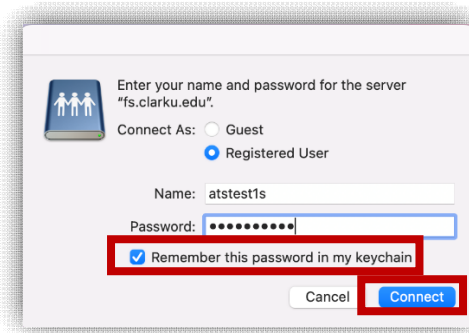 Enter your name and password for the server
“fs.clarku.edu”.
Connect As: Guest
Registered User
Name: atstest1s
Password: ••••••••••
Remember this password in my keychain
Cancel Connect